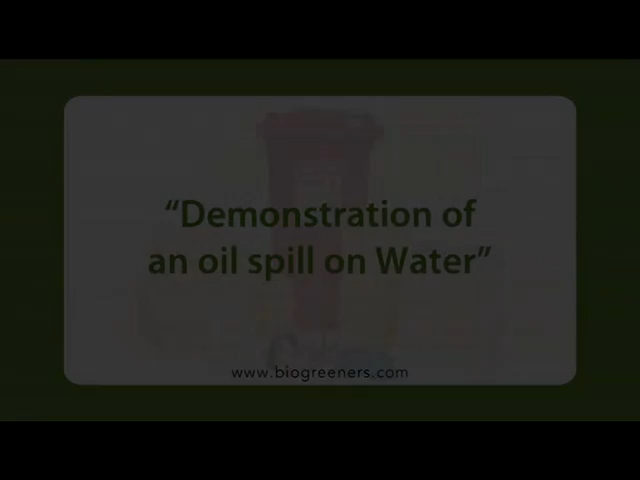 “Demonstration of
an oil spill on Water”
www.biogreeners.com